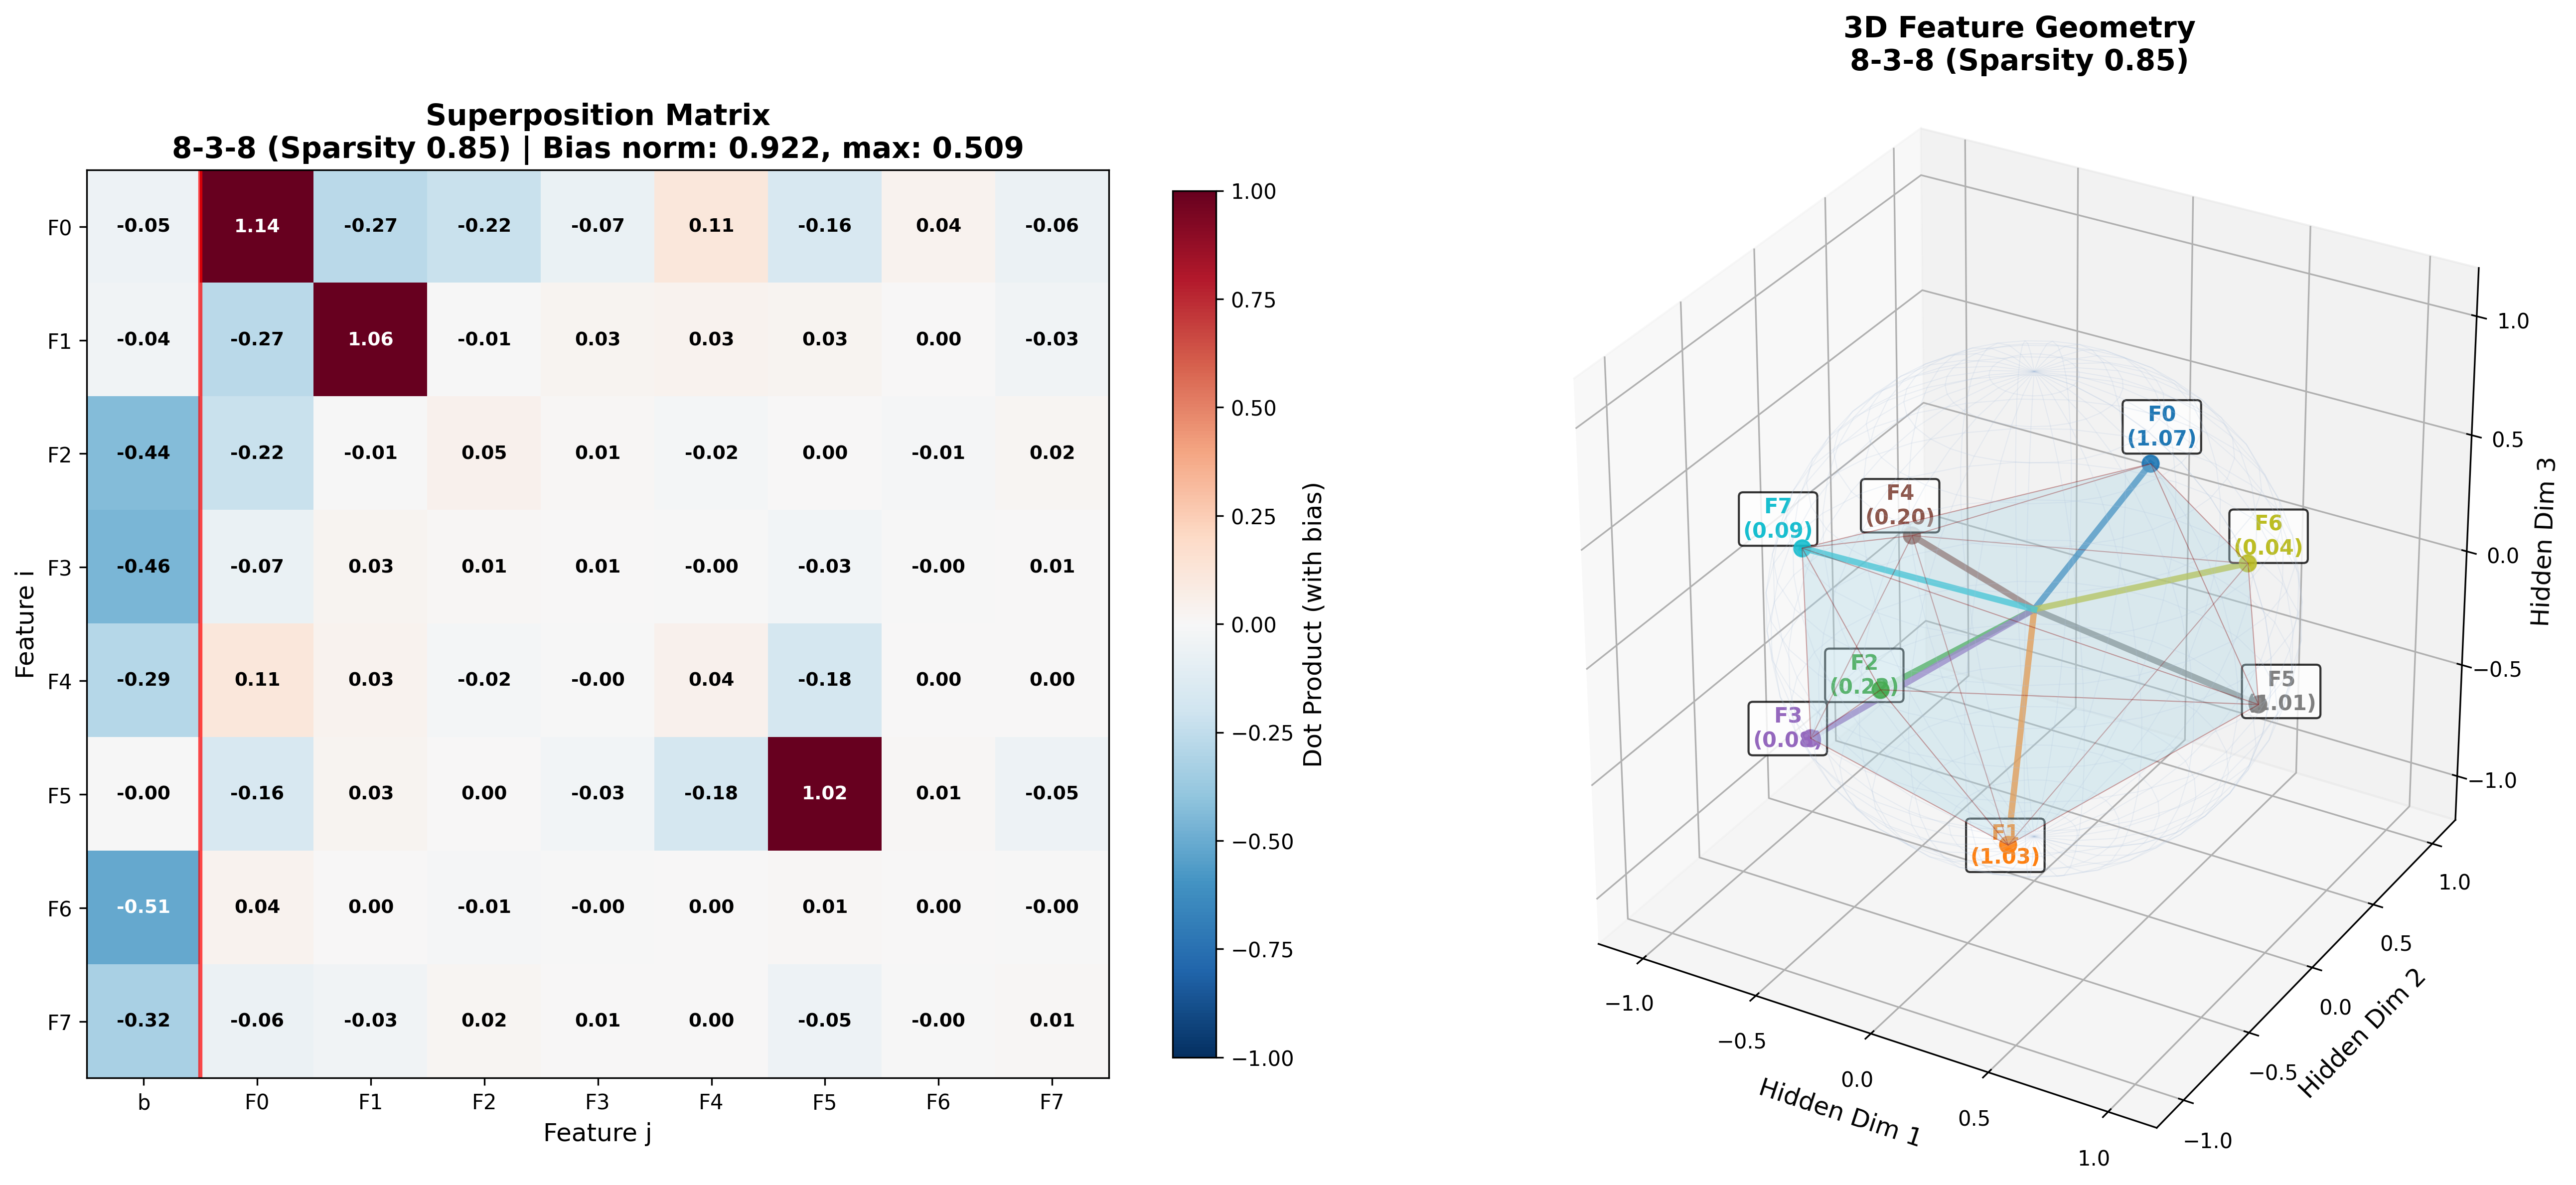 Superposition Matrix
8-3-8 (Sparsity 0.85) | Bias norm: 0.922, max: 0.509
F0 -0.05 1.14 -0.27 -0.22 -0.07 0.11 -0.16 0.04 -0.06
F1 -0.04 -0.27 1.06 -0.01 0.03 0.03 0.03 0.00 -0.03
F2 -0.44 -0.22 -0.01 0.05 0.01 -0.02 0.00 -0.01 0.02
F3 -0.46 -0.07 0.03 0.01 0.01 -0.00 -0.03 -0.00 0.01
F4 -0.29 0.11 0.03 -0.02 -0.00 0.04 -0.18 0.00 0.00
F5 -0.00 -0.16 0.03 0.00 -0.03 -0.18 1.02 0.01 -0.05
F6 -0.51 0.04 0.00 -0.01 -0.00 0.00 0.01 0.00 -0.00
F7 -0.32 -0.06 -0.03 0.02 0.01 0.00 -0.05 -0.00 0.01
b F0 F1 F2 F3 F4 F5 F6 F7
Feature j
Feature i
1.00
0.75
0.50
0.25
0.00
−0.25
−0.50
−0.75
−1.00
Dot Product (with bias)
3D Feature Geometry
8-3-8 (Sparsity 0.85)
F0
(1.07)
F4
(0.20)
F7
(0.09)
F6
(0.04)
F2
F5
F3
F1
(1.03)
1.0
0.5
0.0
−0.5
−1.0
Hidden Dim 3
1.0
0.5
0.0
−0.5
−1.0
Hidden Dim 2
−1.0
−0.5
0.0
0.5
1.0
Hidden Dim 1